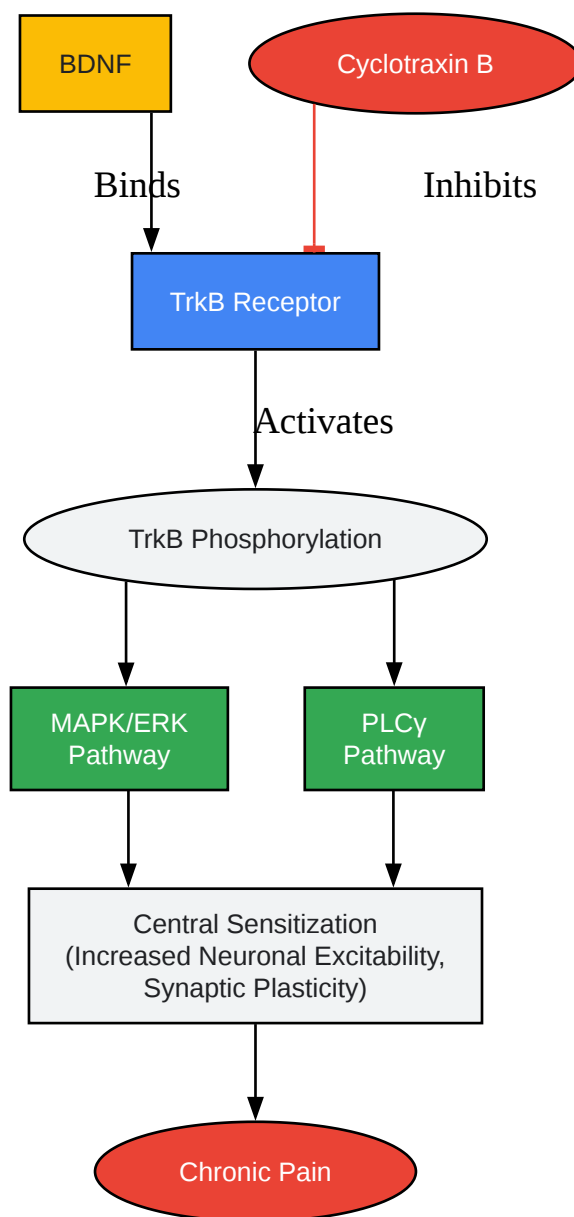 BDNF
Cyclotraxin B
Binds
Inhibits
TrkB Receptor
Activates
TrkB Phosphorylation
MAPK/ERK
Pathway
PLCγ
Pathway
Central Sensitization
(Increased Neuronal Excitability,
Synaptic Plasticity)
Chronic Pain